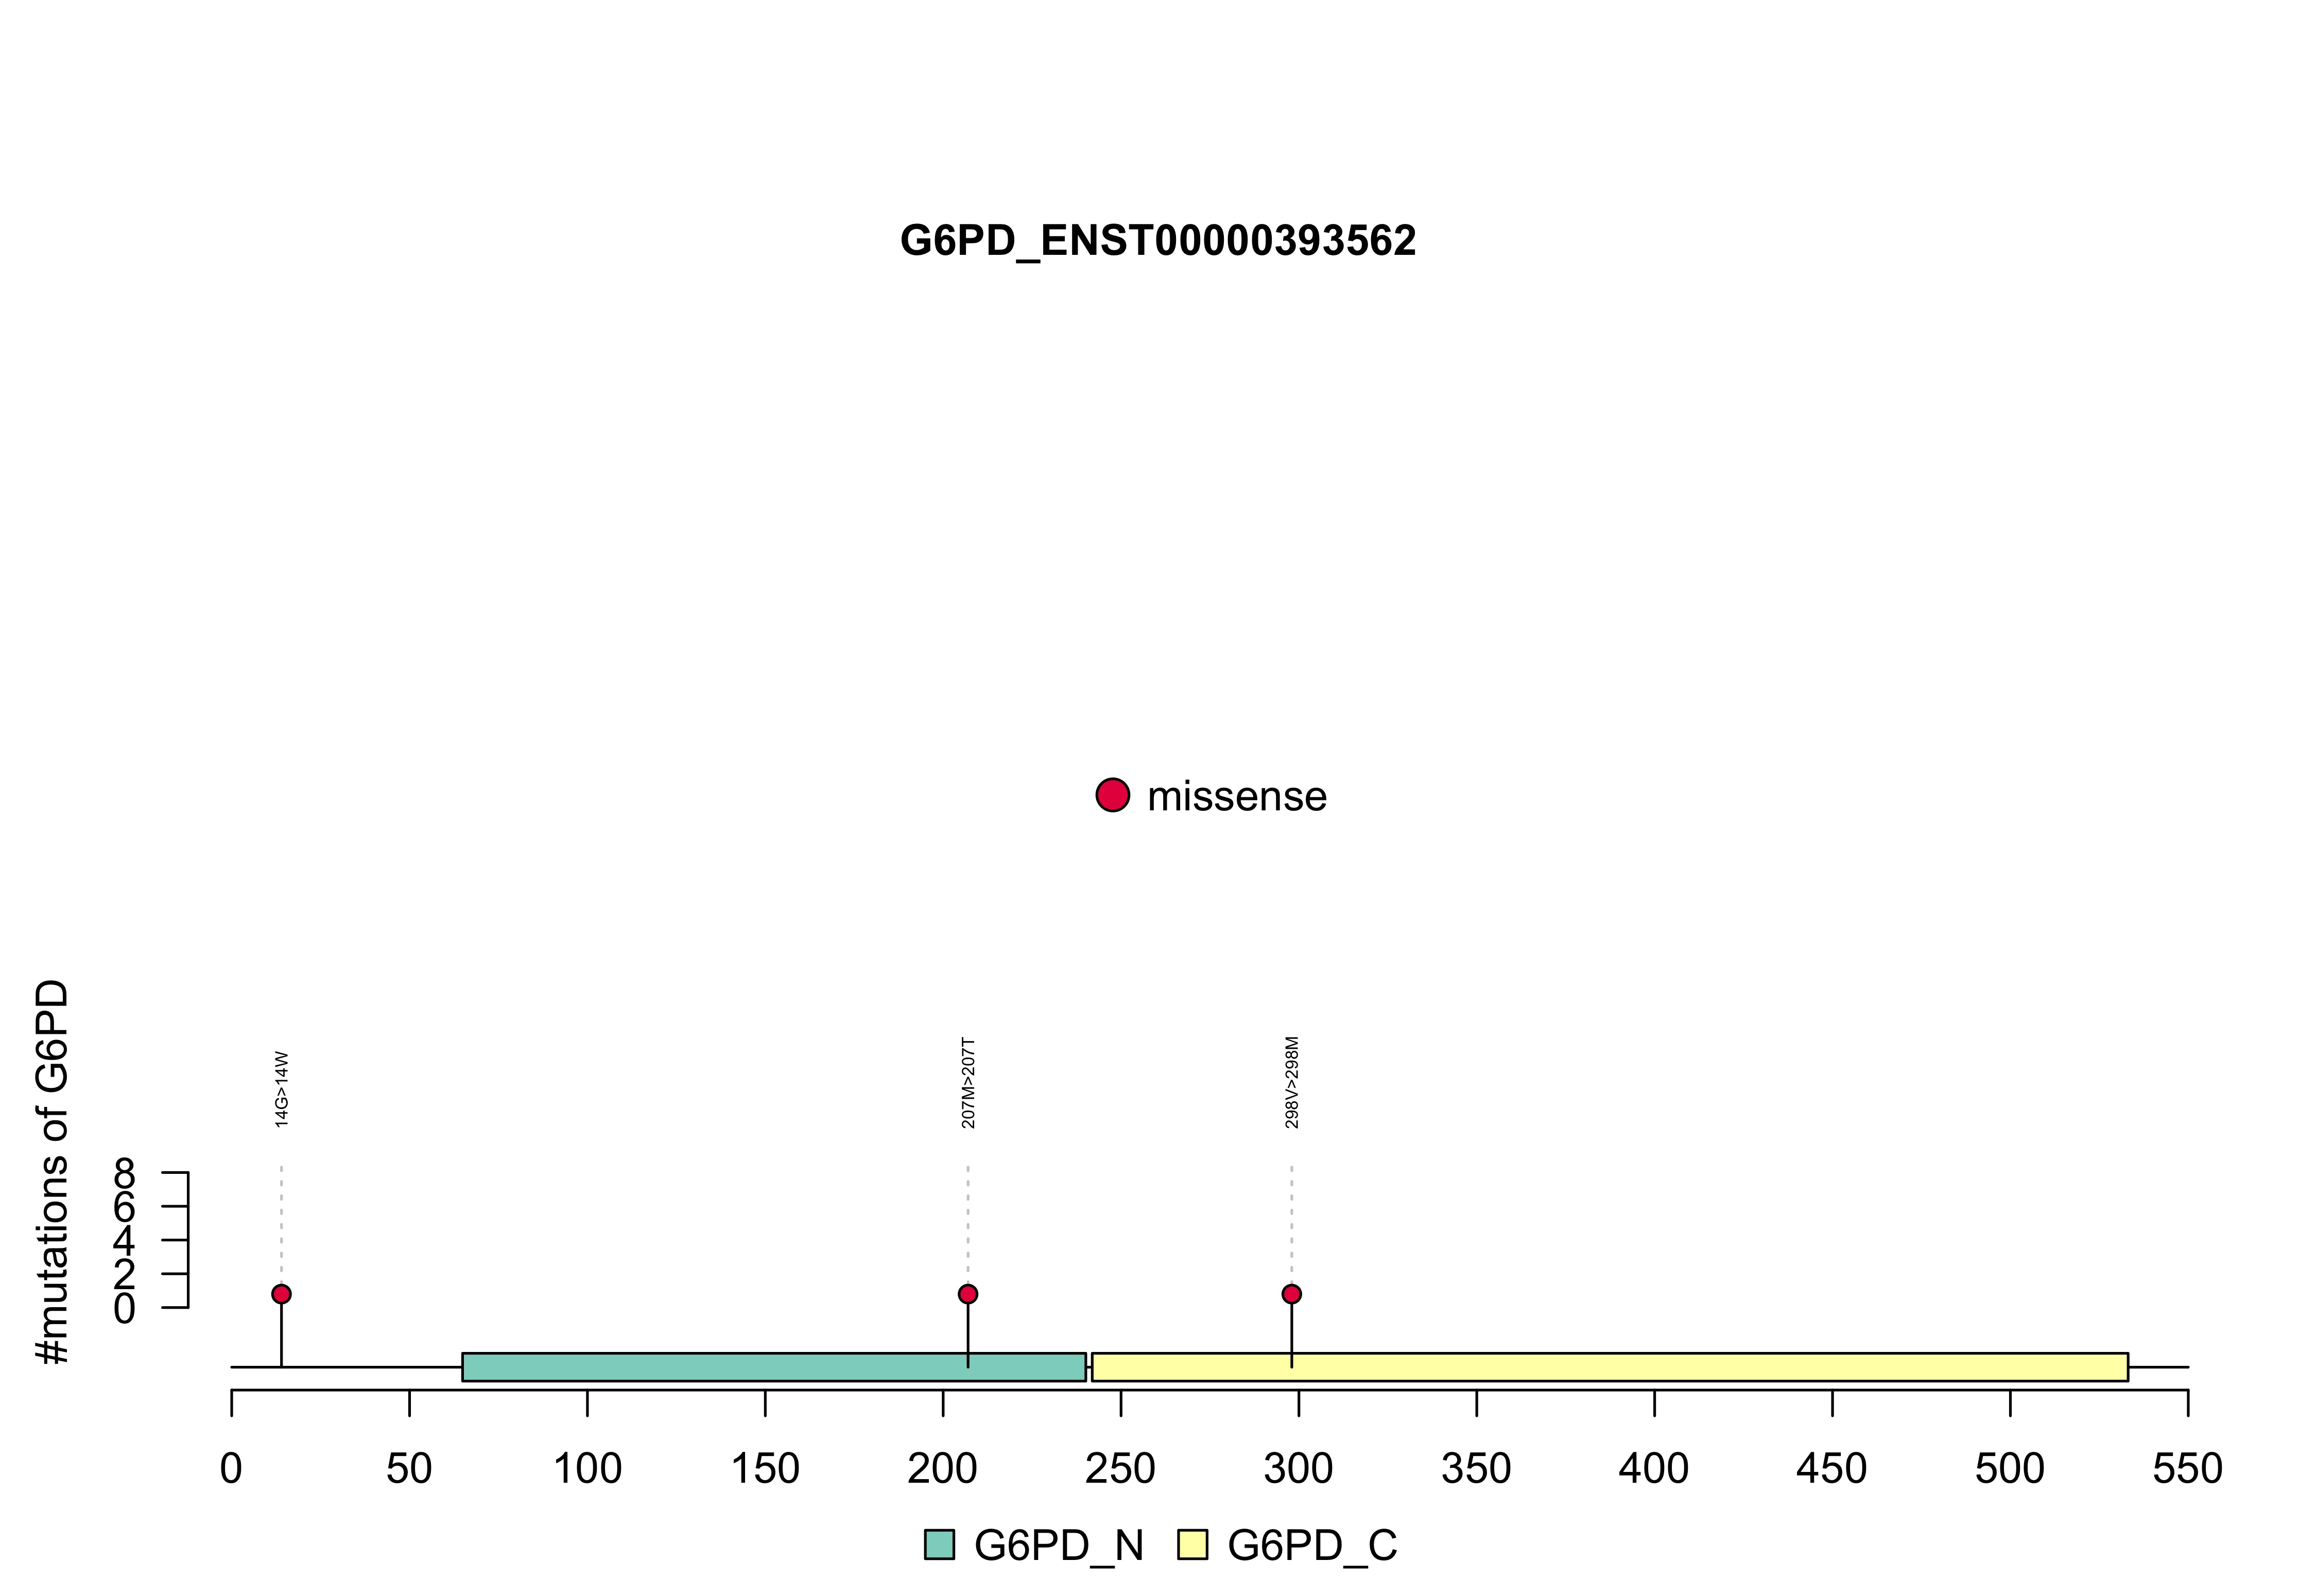 G6PD_ENST00000393562
missense
#mutations of G6PD
14G>14W
207M>207T
298V>298M
8
6
4
2
0
0 50 100 150 200 250 300 350 400 450 500 550
G6PD_N G6PD_C